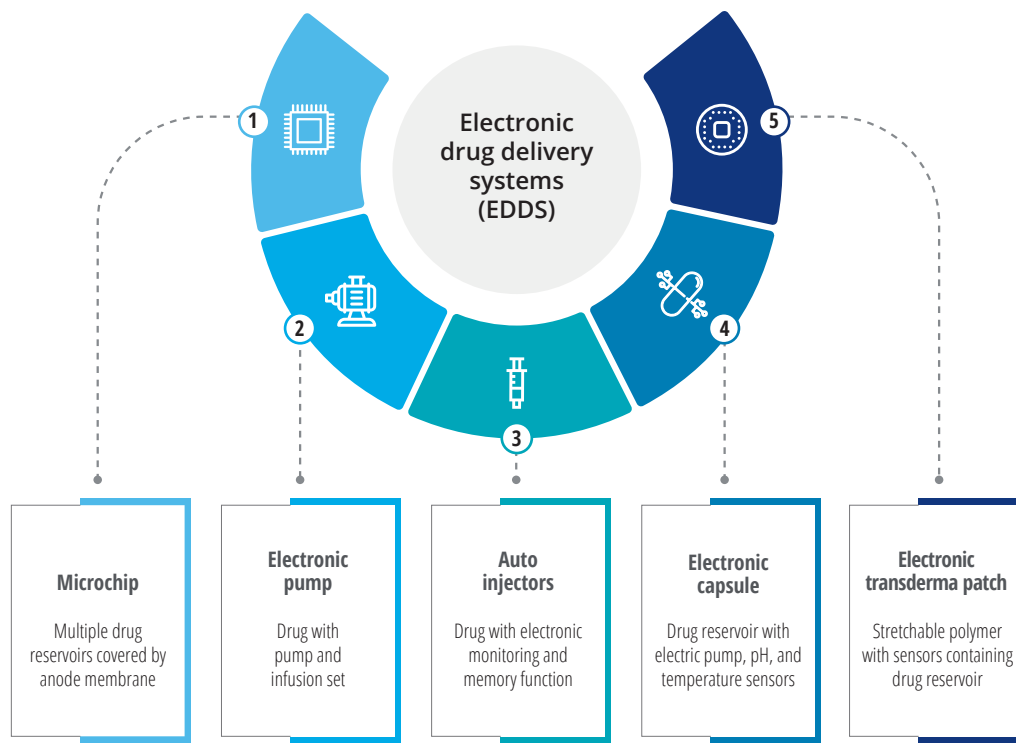 Electronic
drug delivery
systems
(EDDS)
1
2
3
4
5
Microchip
Multiple drug
reservoirs covered by
anode membrane
Electronic
pump
Drug with
pump and
infusion set
Auto
injectors
Drug with electronic
monitoring and
memory function
Electronic
capsule
Drug reservoir with
electric pump, pH, and
temperature sensors
Electronic
transderma patch
Stretchable polymer
with sensors containing
drug reservoir